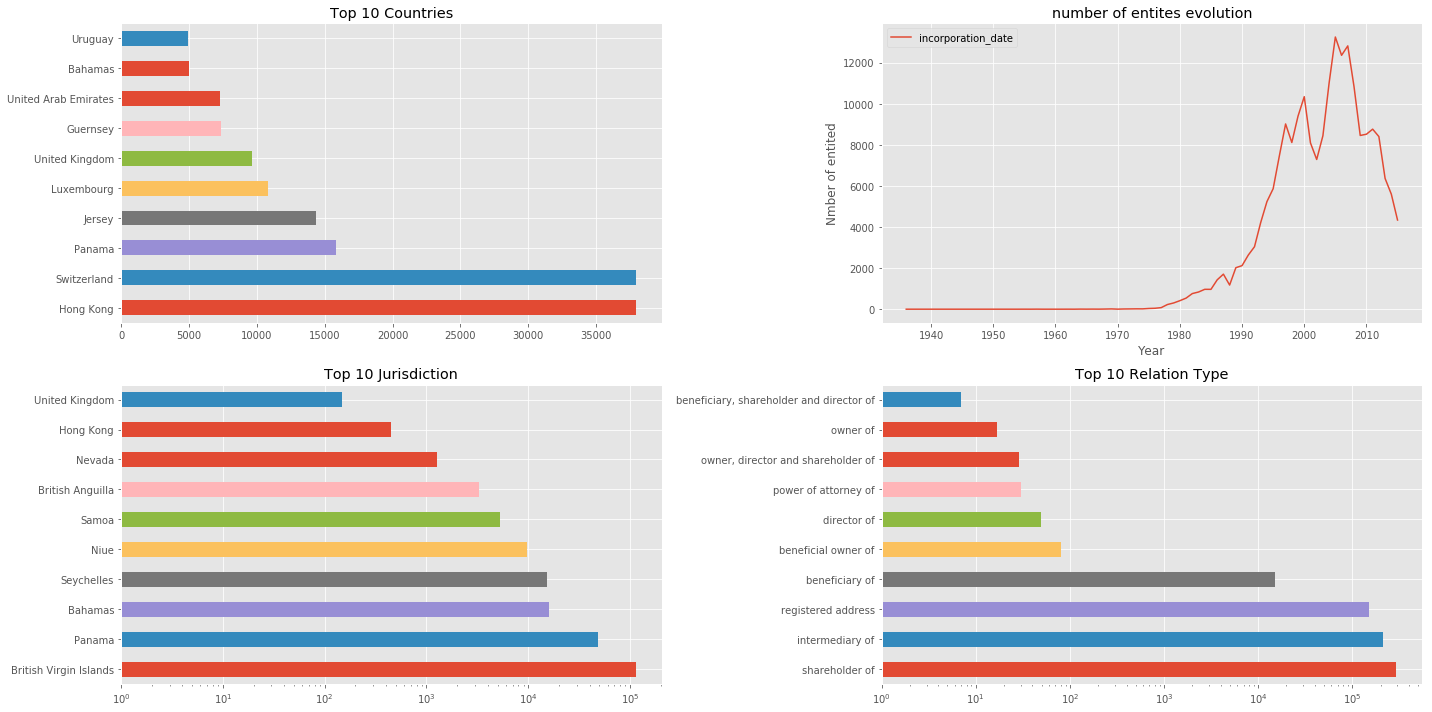 Top 10 Countries
Uruguay
Bahamas
United Arab Emirates
Guernsey
United Kingdom
Luxembourg
Jersey
Panama
Switzerland
Hong Kong
0 5000 10000 15000 20000 25000 30000 35000
number of entites evolution
incorporation_date
12000
10000
8000
6000
4000
2000
0
Nmber of entited
1940 1950 1960 1970 1980 1990 2000 2010
Year
Top 10 Jurisdiction
United Kingdom
Hong Kong
Nevada
British Anguilla
Samoa
Niue
Seychelles
Bahamas
Panama
British Virgin Islands
10⁰ 10¹ 10² 10³ 10⁴ 10⁵
Top 10 Relation Type
beneficiary, shareholder and director of
owner of
owner, director and shareholder of
power of attorney of
director of
beneficial owner of
beneficiary of
registered address
intermediary of
shareholder of
10⁰ 10¹ 10² 10³ 10⁴ 10⁵